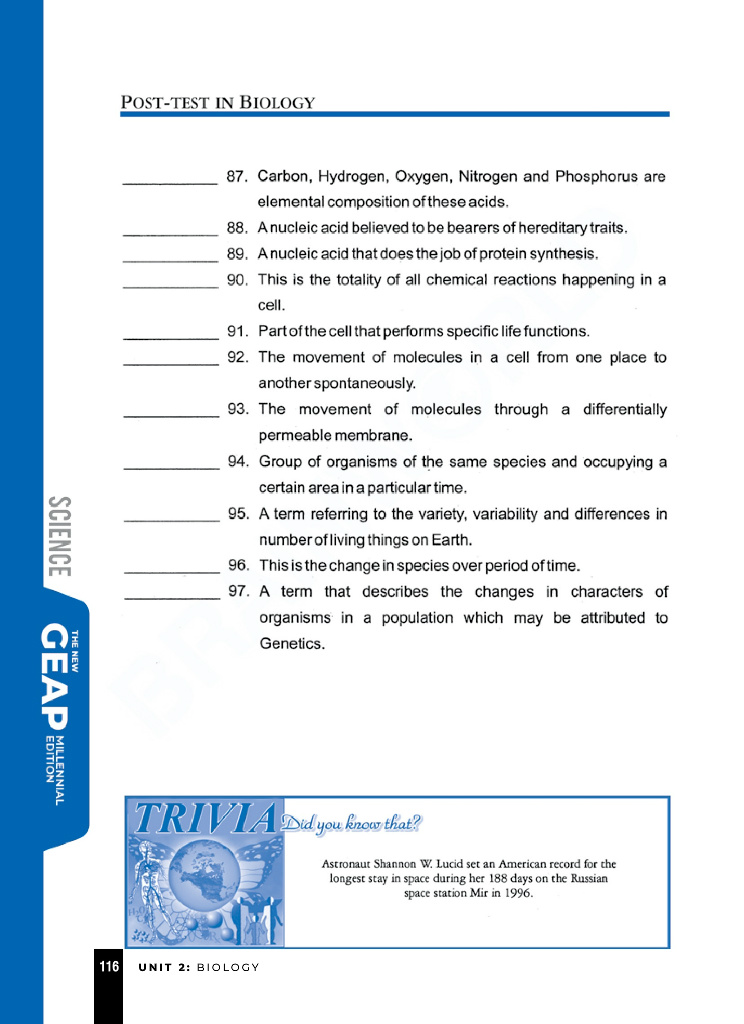 POST-TEST IN BIOLOGY
__________ 87. Carbon, Hydrogen, Oxygen, Nitrogen and Phosphorus are
elemental composition of these acids.
__________ 88. A nucleic acid believed to be bearers of hereditary traits.
__________ 89. A nucleic acid that does the job of protein synthesis.
__________ 90. This is the totality of all chemical reactions happening in a
cell.
__________ 91. Part of the cell that performs specific life functions.
__________ 92. The movement of molecules in a cell from one place to
another spontaneously.
__________ 93. The movement of molecules through a differentially
permeable membrane.
__________ 94. Group of organisms of the same species and occupying a
certain area in a particular time.
__________ 95. A term referring to the variety, variability and differences in
number of living things on Earth.
__________ 96. This is the change in species over period of time.
__________ 97. A term that describes the changes in characters of
organisms in a population which may be attributed to
Genetics.
SCIENCE
THE NEW
GEAP
MILLENNIAL
EDITION
TRIVIA Did you know that?
Astronaut Shannon W. Lucid set an American record for the
longest stay in space during her 188 days on the Russian
space station Mir in 1996.
116 UNIT 2: BIOLOGY